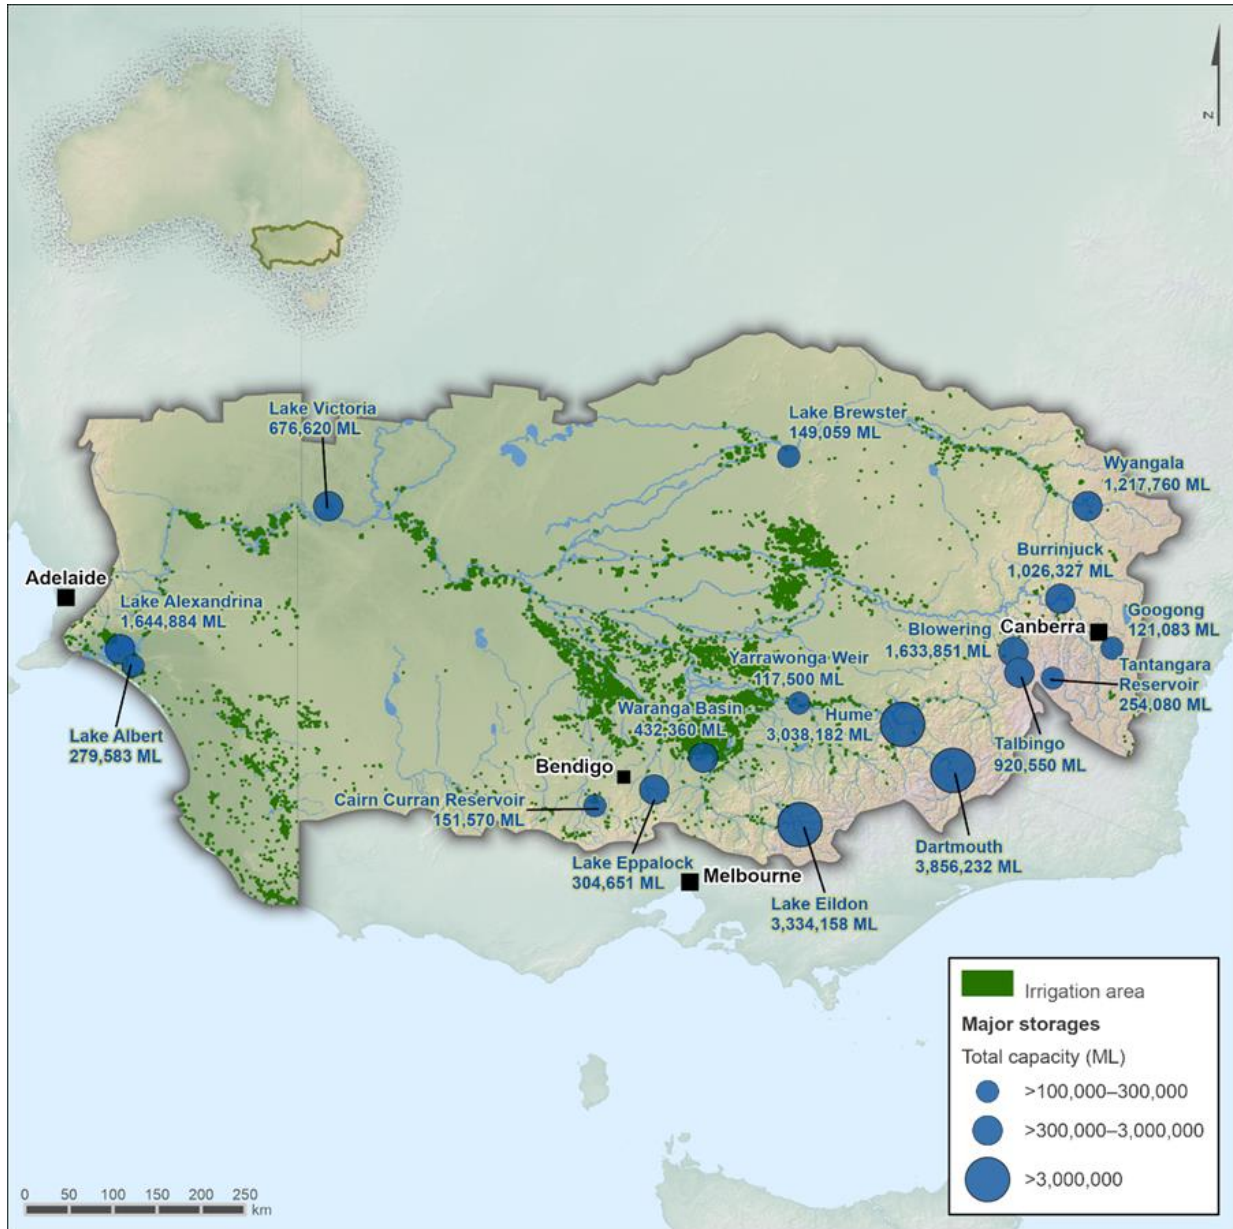 N
Lake Victoria
676,620 ML
Lake Brewster
149,059 ML
Wyangala
1,217,760 ML
Burrinjuck
1,026,327 ML
Adelaide
Lake Alexandrina
1,644,884 ML
Googong
121,083 ML
Canberra
Blowering
1,633,851 ML
Tantangara
Reservoir
254,080 ML
Yarrawonga Weir
117,500 ML
Waranga Basin
432,360 ML
Hume
3,038,182 ML
Lake Albert
279,583 ML
Talbingo
920,550 ML
Bendigo
Cairn Curran Reservoir
151,570 ML
Dartmouth
3,856,232 ML
Lake Eppalock
304,651 ML
Melbourne
Lake Eildon
3,334,158 ML
Irrigation area
Major storages
Total capacity (ML)
>100,000–300,000
>300,000–3,000,000
>3,000,000
0 50 100 150 200 250
km